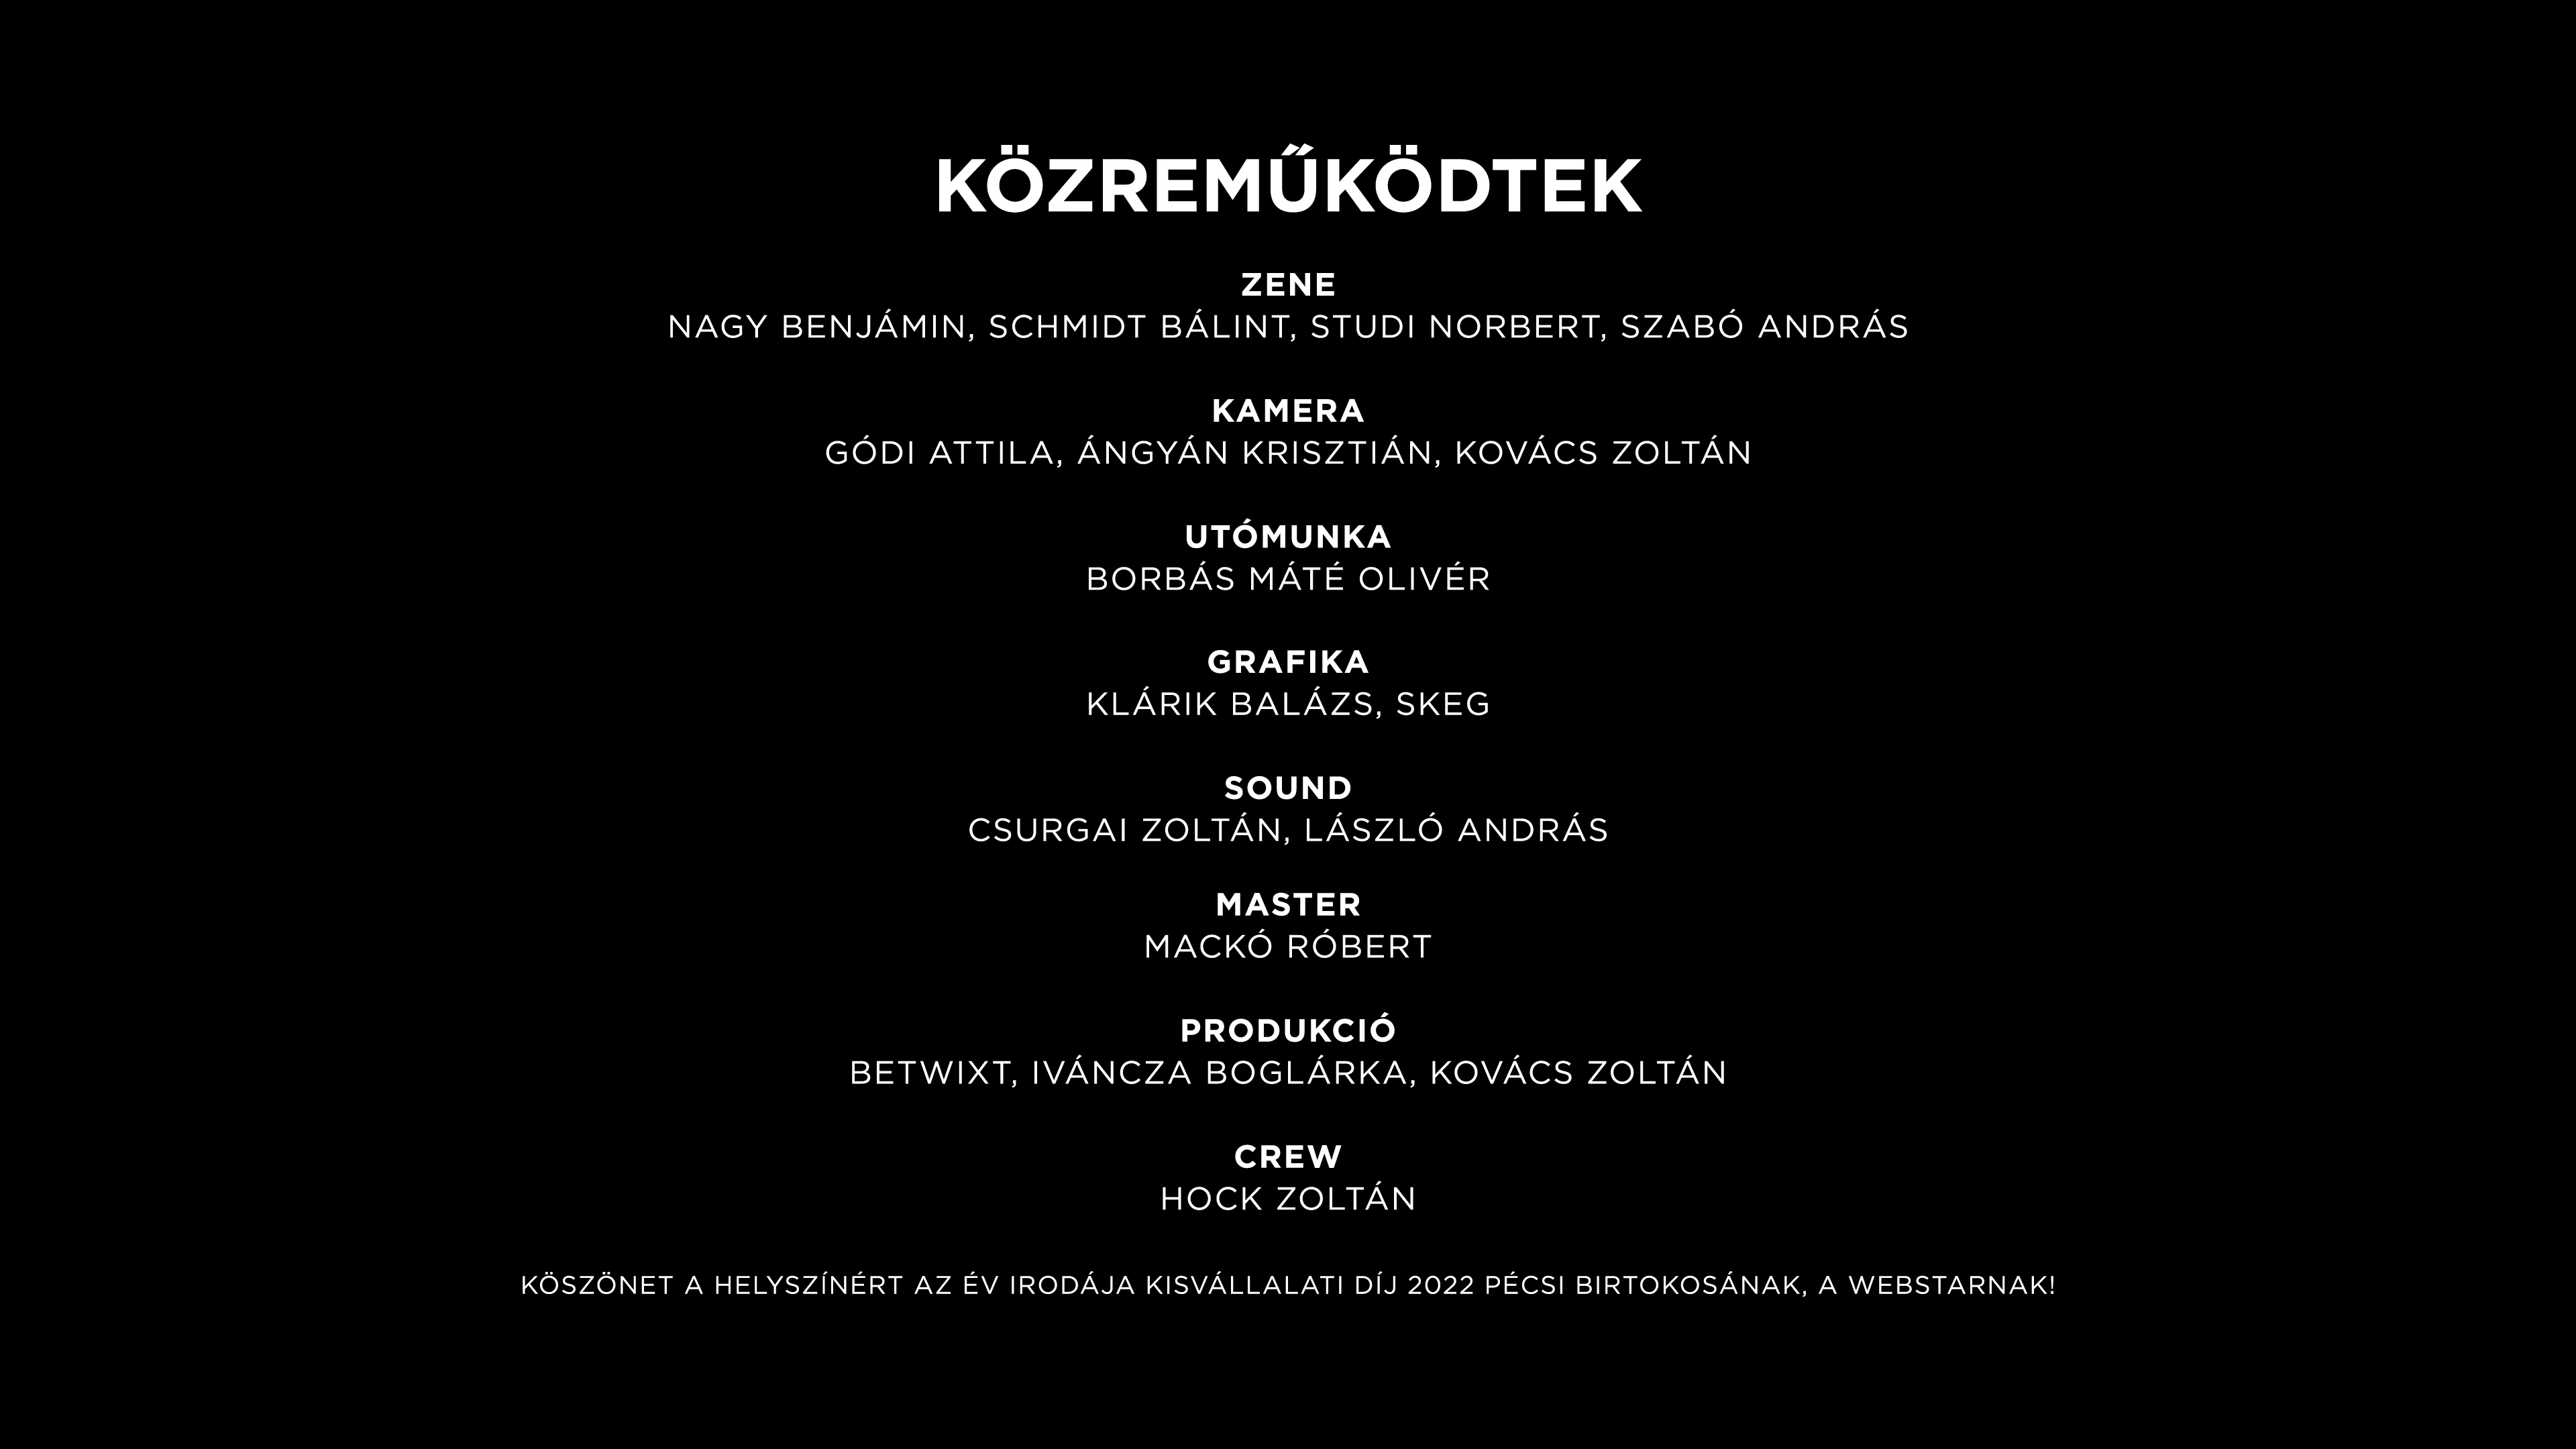 KÖZREMŰKÖDTEK
ZENE
NAGY BENJÁMIN, SCHMIDT BÁLINT, STUDI NORBERT, SZABÓ ANDRÁS
KAMERA
GÓDI ATTILA, ÁNGYÁN KRISZTIÁN, KOVÁCS ZOLTÁN
UTÓMUNKA
BORBÁS MÁTÉ OLIVÉR
GRAFIKA
KLÁRIK BALÁZS, SKEG
SOUND
CSURGAI ZOLTÁN, LÁSZLÓ ANDRÁS
MASTER
MACKÓ RÓBERT
PRODUKCIÓ
BETWIXT, IVÁNCZA BOGLÁRKA, KOVÁCS ZOLTÁN
CREW
HOCK ZOLTÁN
KÖSZÖNET A HELYSZÍNÉRT AZ ÉV IRODÁJA KISVÁLLALATI DÍJ 2022 PÉCSI BIRTOKOSÁNAK, A WEBSTARNAK!